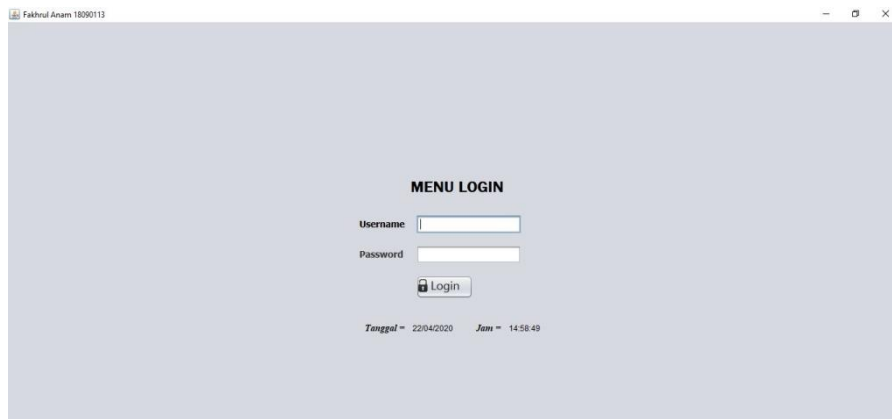 Fakhrul Anam 18090113
MENU LOGIN
Username
Password
Login
Tanggal = 22/04/2020 Jam = 14:58:49